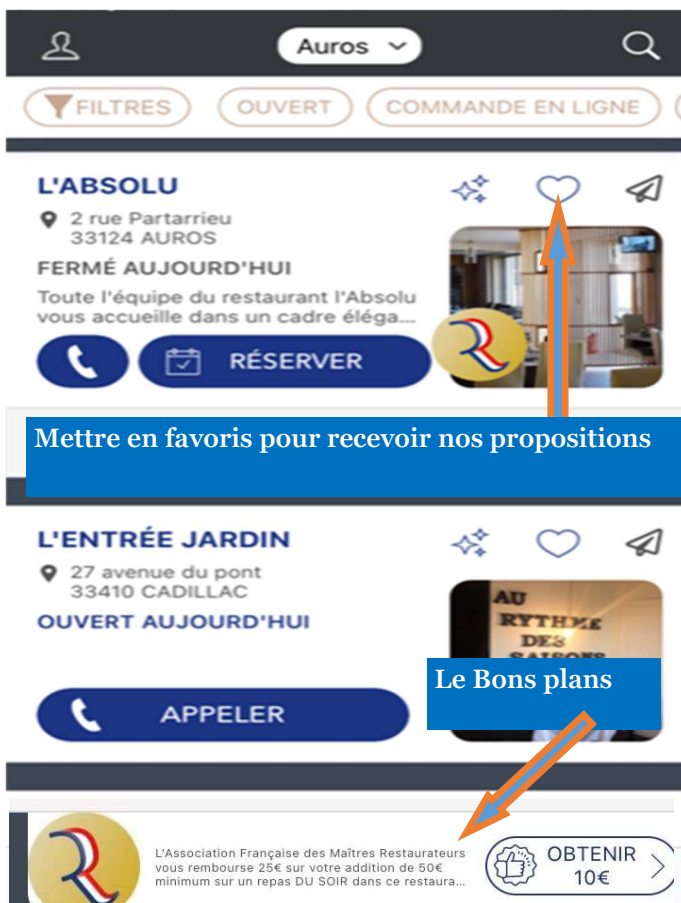 Auros
FILTRES OUVERT COMMANDE EN LIGNE
L'ABSOLU
2 rue Partarrieu
33124 AUROS
FERMÉ AUJOURD'HUI
Toute l'équipe du restaurant l'Absolu
vous accueille dans un cadre éléga...
RÉSERVER
R
Mettre en favoris pour recevoir nos propositions
L'ENTRÉE JARDIN
27 avenue du pont
33410 CADILLAC
OUVERT AUJOURD'HUI
AU
RYTHME
DES
SAISONS
Le Bons plans
APPELER
R
L'Association Française des Maîtres Restaurateurs
vous rembourse 25€ sur votre addition de 50€
minimum sur un repas DU SOIR dans ce restaura...
OBTENIR
10€